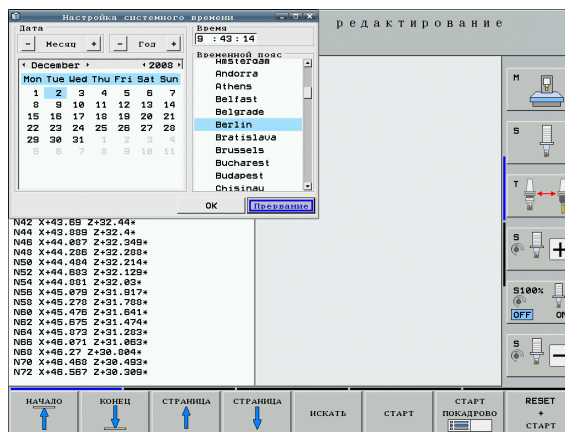 Настройка системного времени
редактирование
Дата
Время
- Месяц +
- Год +
9 :43:14
Временной пояс
December
2008
Mon Tue Wed Thu Fri Sat Sun
1 2 3 4 5 6 7
8 9 10 11 12 13 14
15 16 17 18 19 20 21
22 23 24 25 26 27 28
29 30 31 1 2 3 4
5 6 7 8 9 10 11
Amsterdam
Andorra
Athens
Belfast
Belgrade
Berlin
Bratislava
Brussels
Bucharest
Budapest
Chisinau
OK
Прервание
N42 X+43.69 Z+32.44*
N44 X+43.889 Z+32.4*
N46 X+44.087 Z+32.349*
N48 X+44.286 Z+32.288*
N50 X+44.484 Z+32.214*
N52 X+44.683 Z+32.129*
N54 X+44.881 Z+32.03*
N56 X+45.079 Z+31.917*
N58 X+45.278 Z+31.788*
N60 X+45.476 Z+31.641*
N62 X+45.675 Z+31.474*
N64 X+45.873 Z+31.283*
N66 X+46.071 Z+31.063*
N68 X+46.27 Z+30.804*
N70 X+46.468 Z+30.493*
N72 X+46.567 Z+30.309*
M
S
T
S
+
S100%
OFF
ON
S
-
НАЧАЛО
КОНЕЦ
СТРАНИЦА
СТРАНИЦА
ИСКАТЬ
СТАРТ
СТАРТ
ПОКАДРОВО
RESET
+
СТАРТ